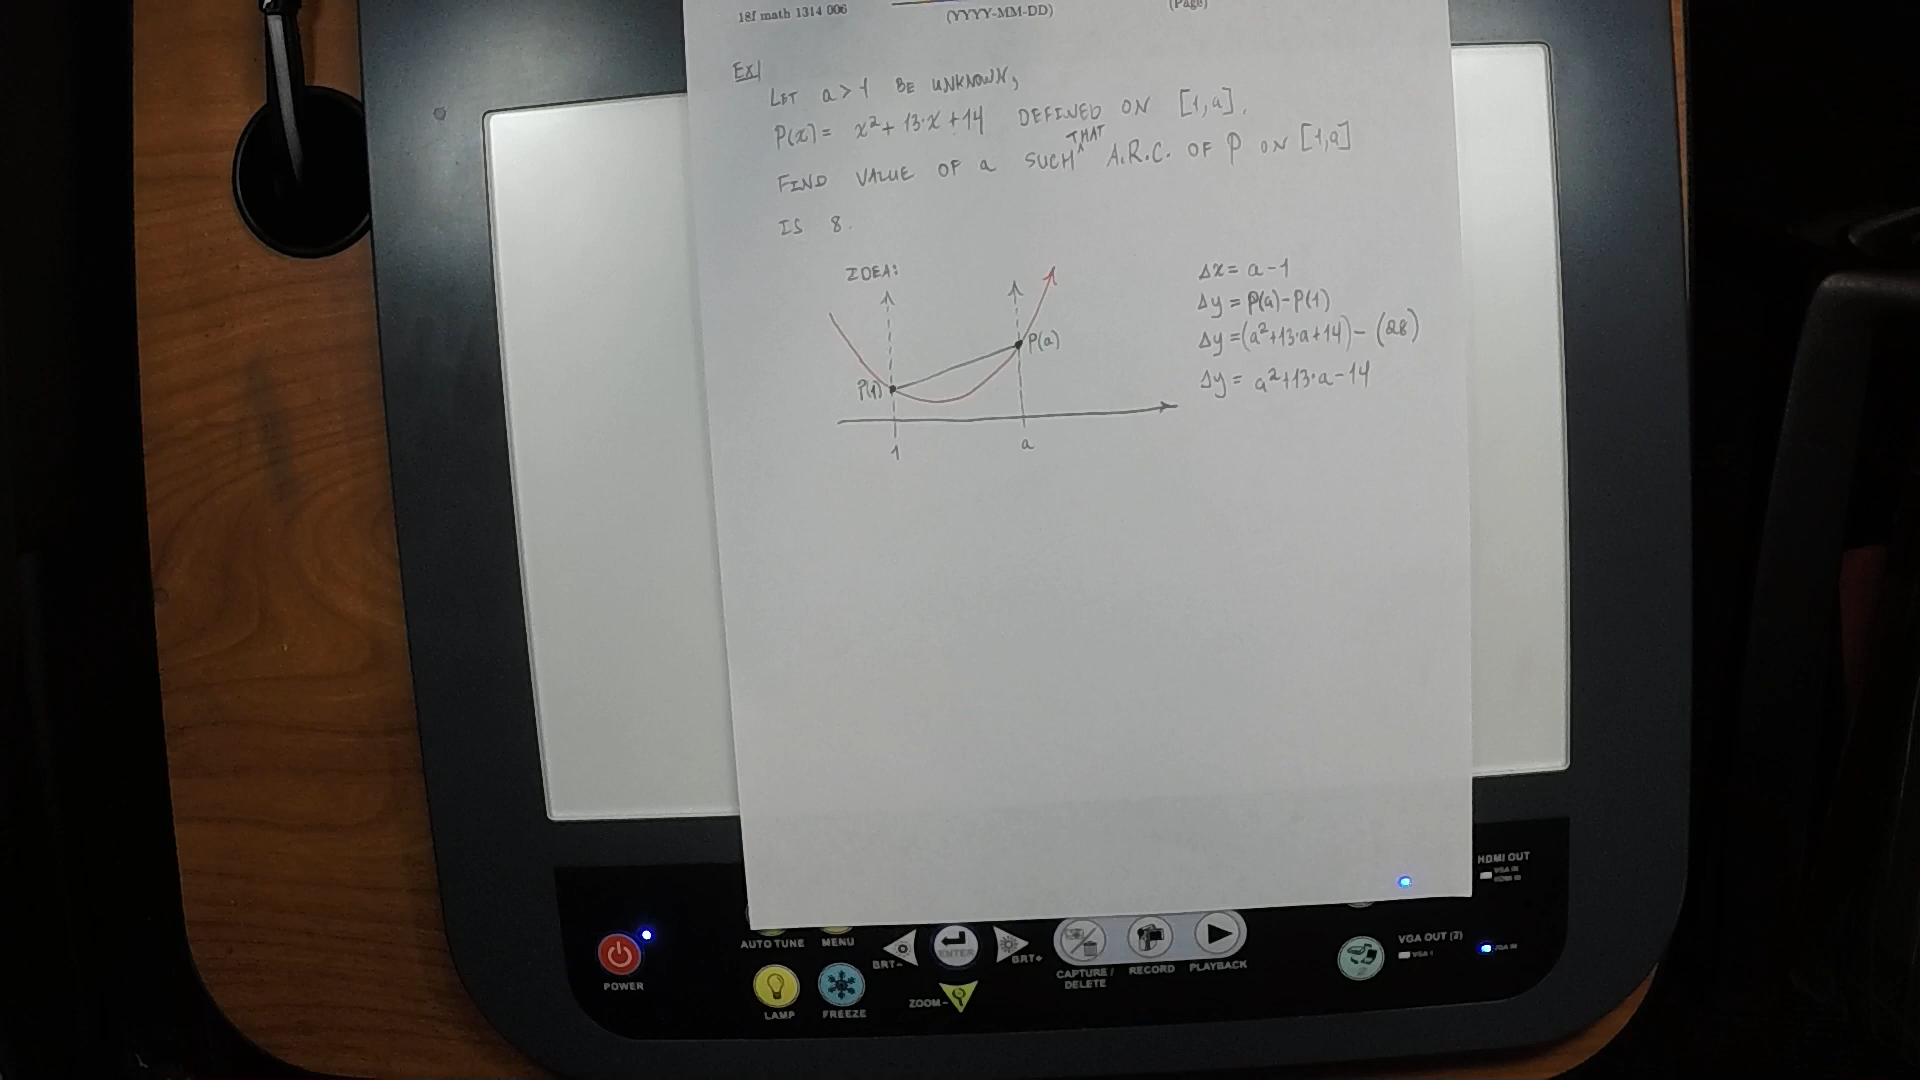 18f math 1314 006
(YYYY-MM-DD)
(Page)
Ex|
LET a > 1 BE UNKNOWN,
P(x) = x² + 13·x + 14 DEFINED ON [1,a].
FIND VALUE OF a SUCH ^THAT A.R.C. OF P ON [1,a]
IS 8.
IDEA:
P(1)
P(a)
1
a
Δx = a - 1
Δy = P(a) - P(1)
Δy = (a² + 13·a + 14) - (28)
Δy = a² + 13·a - 14
HDMI OUT
AUTO TUNE
MENU
BRT-
ENTER
BRT+
CAPTURE /
DELETE
RECORD
PLAYBACK
VGA OUT (2)
POWER
LAMP
FREEZE
ZOOM-